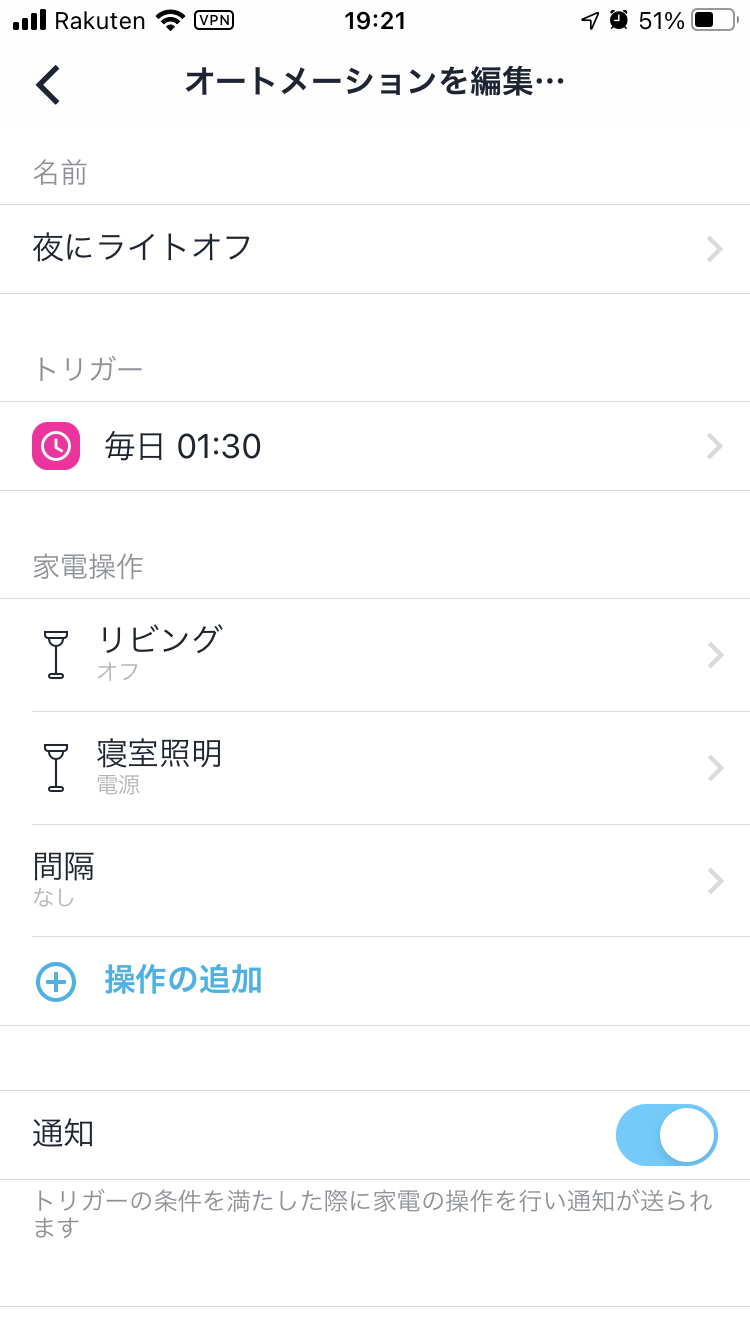 Rakuten VPN 19:21 51%
オートメーションを編集…
名前
夜にライトオフ
トリガー
毎日 01:30
家電操作
リビング
オフ
寝室照明
電源
間隔
なし
操作の追加
通知
トリガーの条件を満たした際に家電の操作を行い通知が送られ
ます